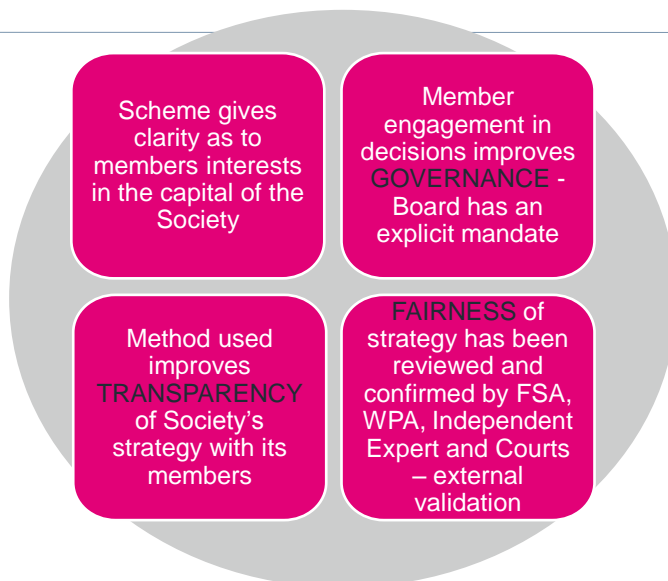 Scheme gives
clarity as to
members interests
in the capital of the
Society
Member
engagement in
decisions improves
GOVERNANCE -
Board has an
explicit mandate
Method used
improves
TRANSPARENCY
of Society's
strategy with its
members
FAIRNESS of
strategy has been
reviewed and
confirmed by FSA,
WPA, Independent
Expert and Courts
– external
validation